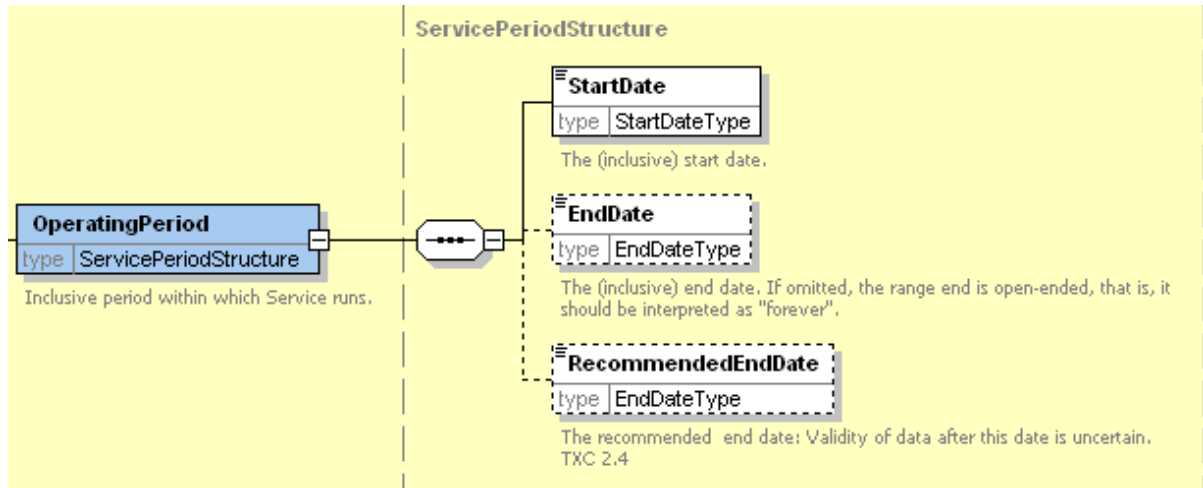 ServicePeriodStructure
StartDate
type StartDateType
The (inclusive) start date.
OperatingPeriod
type ServicePeriodStructure
Inclusive period within which Service runs.
EndDate
type EndDateType
The (inclusive) end date. If omitted, the range end is open-ended, that is, it
should be interpreted as "forever".
RecommendedEndDate
type EndDateType
The recommended end date: Validity of data after this date is uncertain.
TXC 2.4